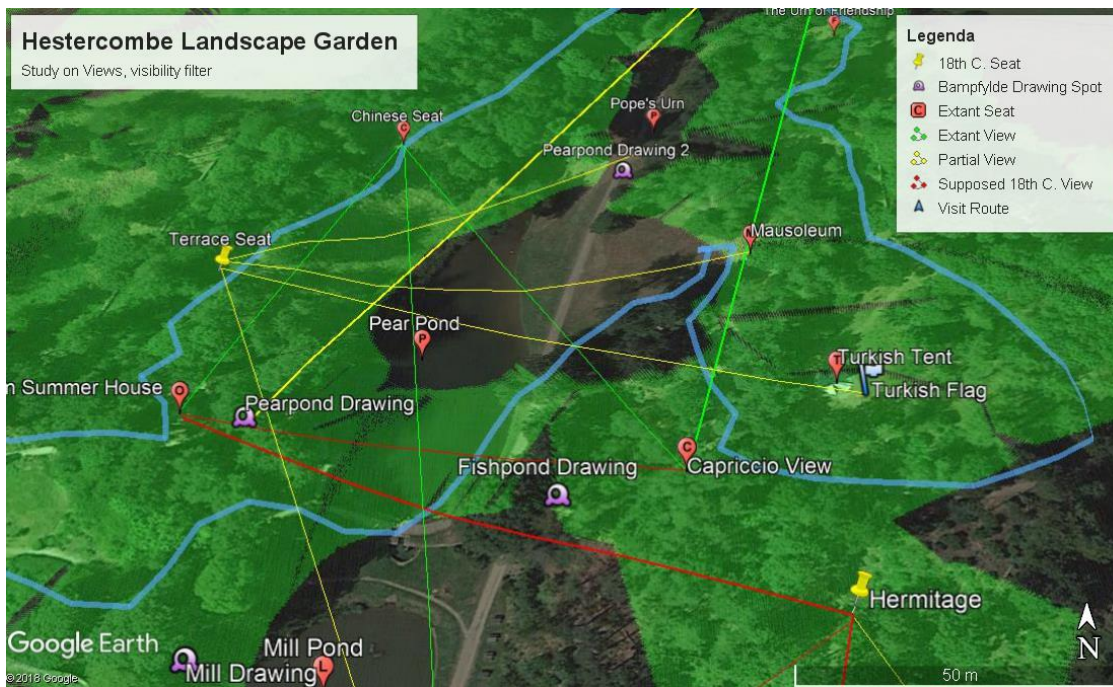 Hestercombe Landscape Garden
Study on Views, visibility filter
The Urn of Friendship
Legenda
18th C. Seat
Bampfylde Drawing Spot
Extant Seat
Extant View
Partial View
Supposed 18th C. View
Visit Route
Pope's Urn
Chinese Seat
Pearpond Drawing 2
Mausoleum
Terrace Seat
Pear Pond
Turkish Tent
m Summer House
Turkish Flag
Pearpond Drawing
Fishpond Drawing
Capriccio View
Hermitage
Google Earth
Mill Pond
Mill Drawing
©2018 Google
N
50 m
C
P
F
M
P
T
O
C
L
C